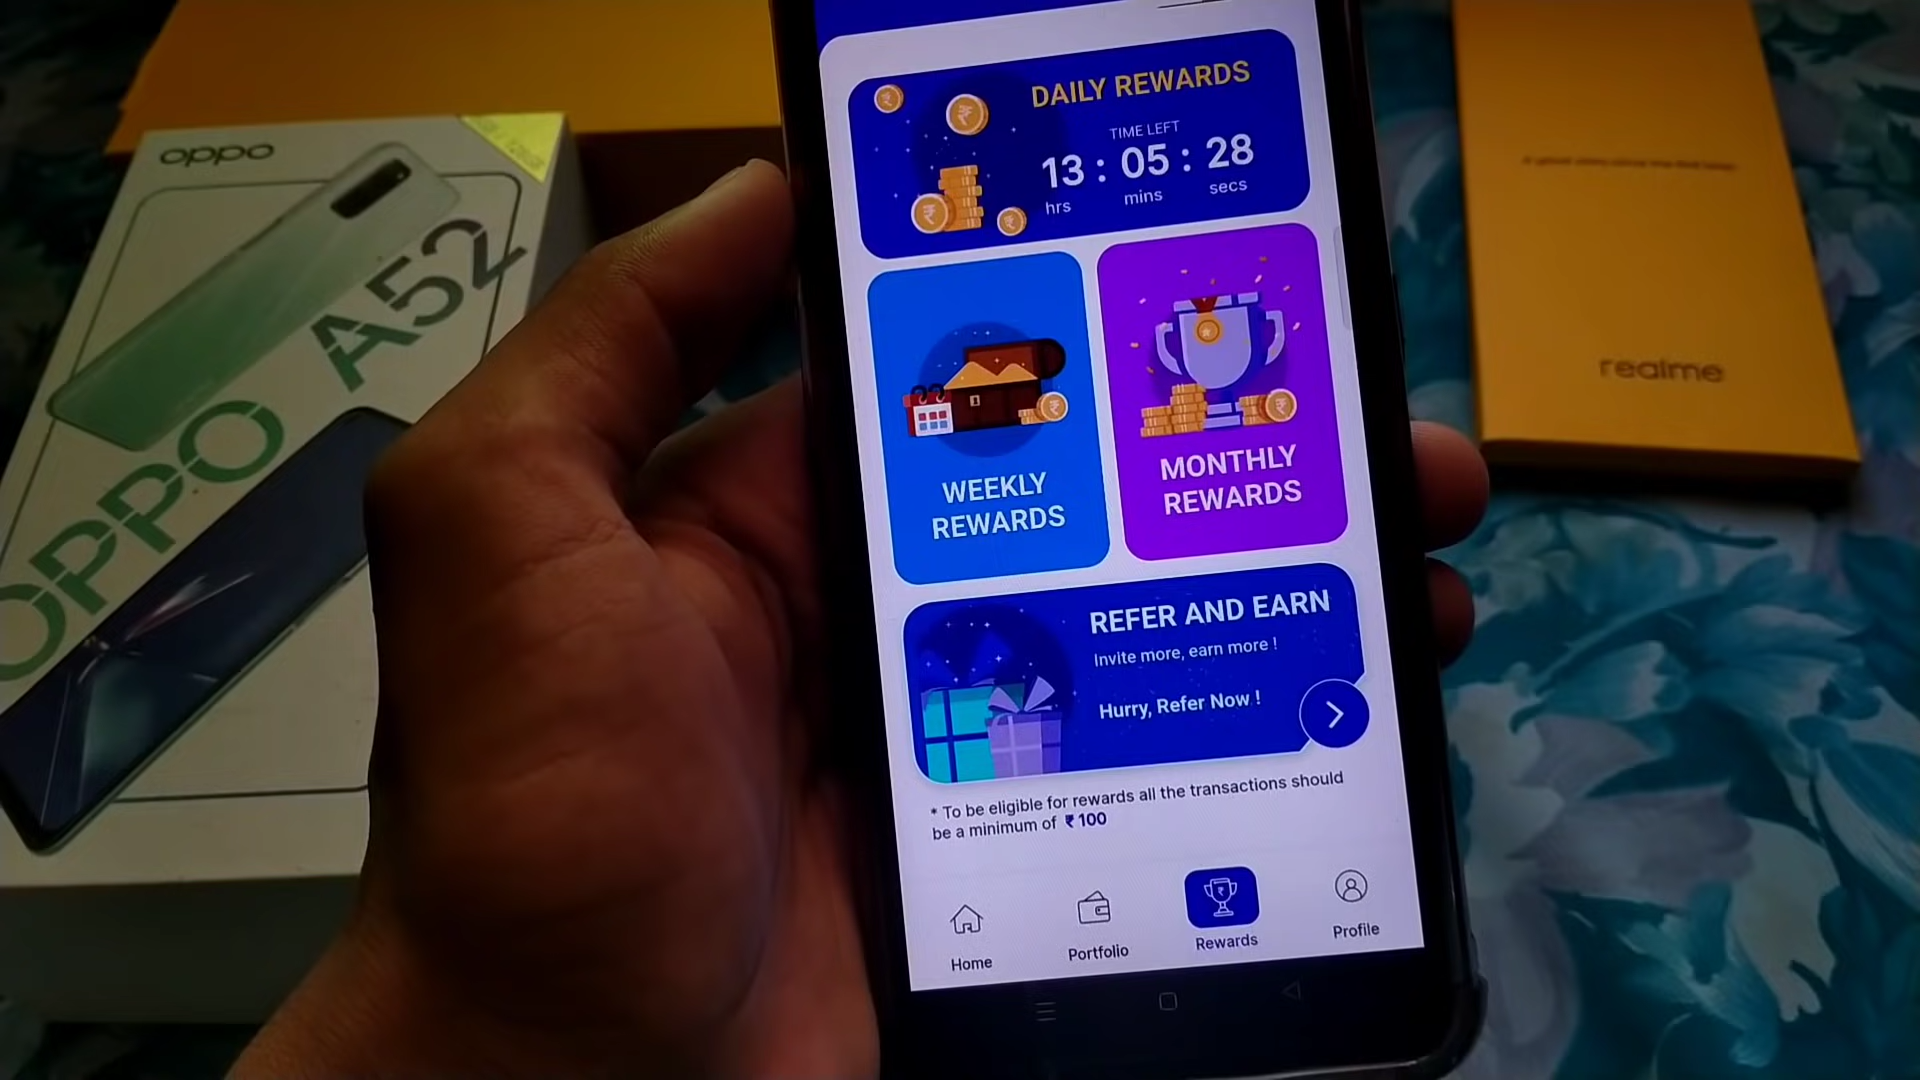 oppo
OPPO A52
DAILY REWARDS
TIME LEFT
13 : 05 : 28
hrs mins secs
WEEKLY
REWARDS
MONTHLY
REWARDS
REFER AND EARN
Invite more, earn more !
Hurry, Refer Now !
* To be eligible for rewards all the transactions should
be a minimum of ₹ 100
Home Portfolio Rewards Profile
realme